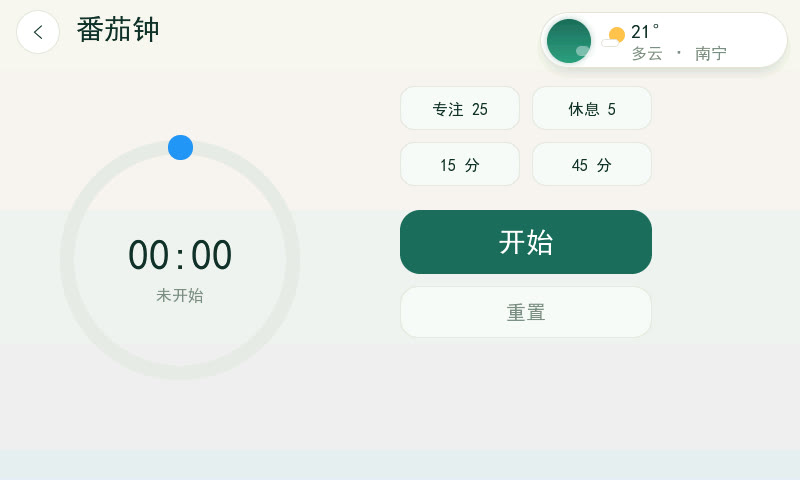 番茄钟
21°
多云 · 南宁
专注 25
休息 5
15 分
45 分
开始
重置
00:00
未开始